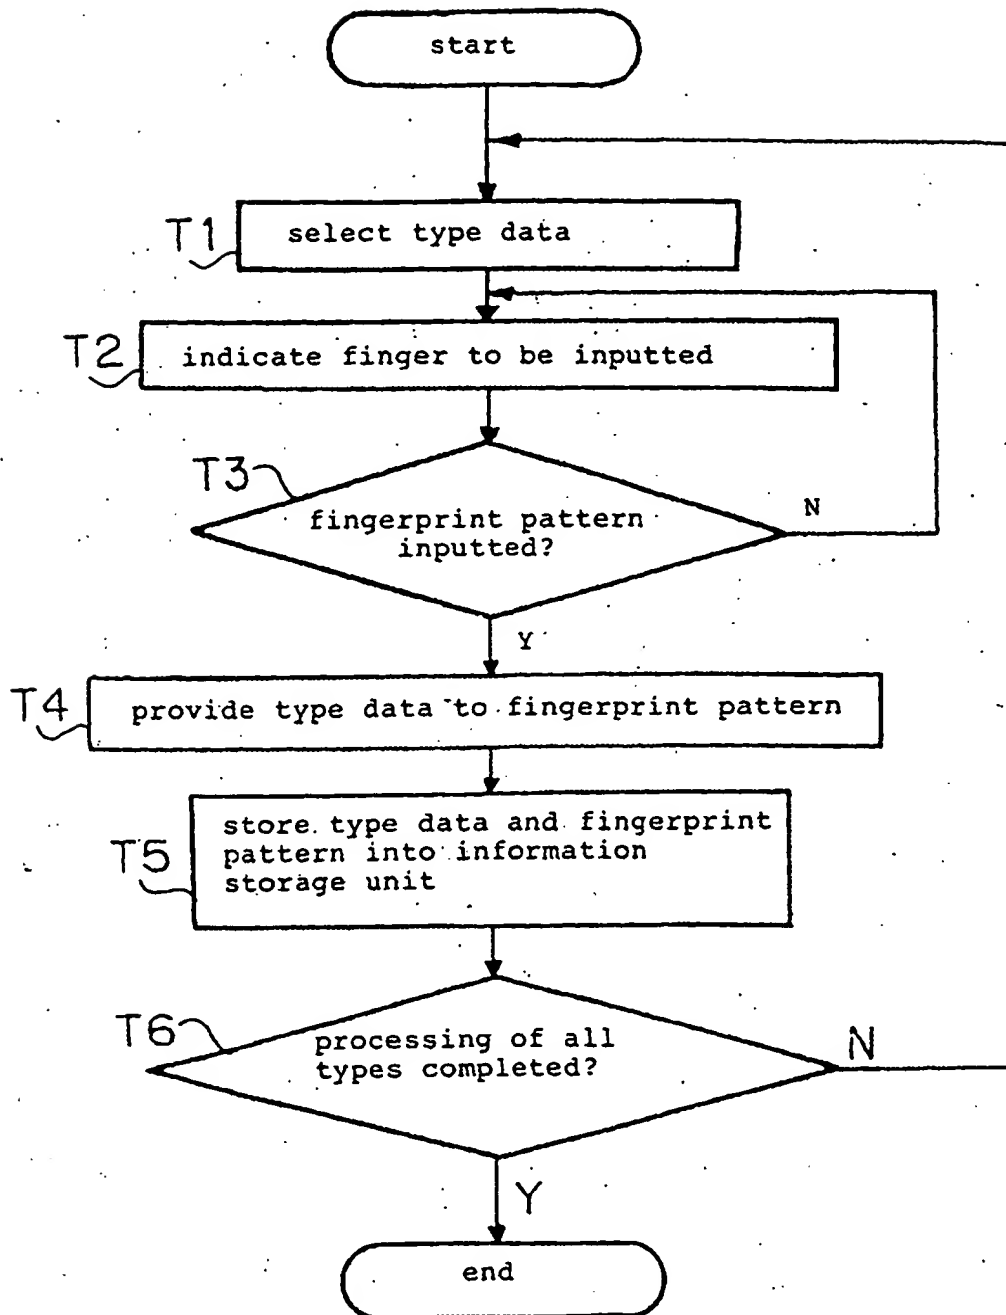 start
T1
select type data
T2
indicate finger to be inputted
T3
fingerprint pattern
inputted?
N
Y
T4
provide type data to fingerprint pattern
T5
store type data and fingerprint
pattern into information
storage unit
T6
processing of all
types completed?
N
Y
end